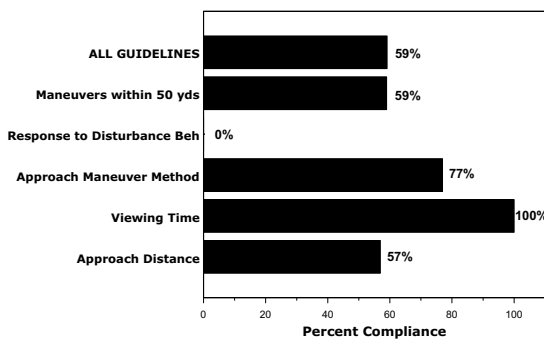 ALL GUIDELINES 59%
Maneuvers within 50 yds 59%
Response to Disturbance Beh 0%
Approach Maneuver Method 77%
Viewing Time 100%
Approach Distance 57%
0 20 40 60 80 100
Percent Compliance